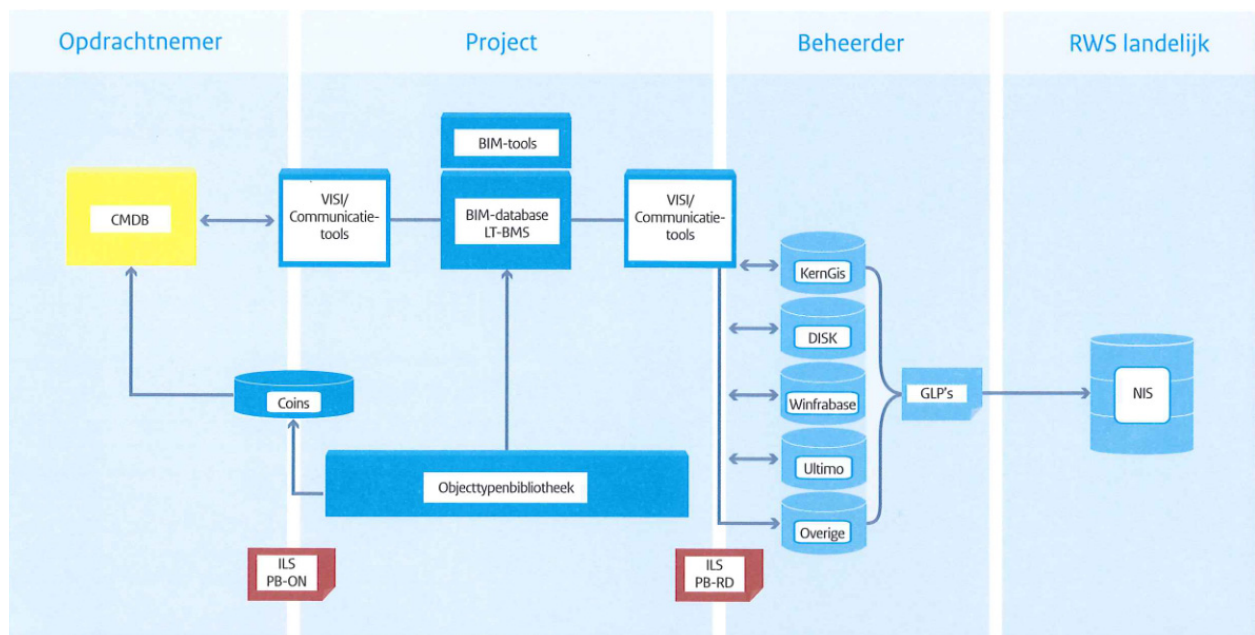 Opdrachtnemer
Project
Beheerder
RWS landelijk
BIM-tools
CMDB
VISI/
Communicatie-
tools
BIM-database
LT-BMS
VISI/
Communicatie-
tools
KernGis
DISK
Winfrabase
Ultimo
Overige
GLP's
NIS
Coins
Objecttypenbibliotheek
ILS
PB-ON
ILS
PB-RD